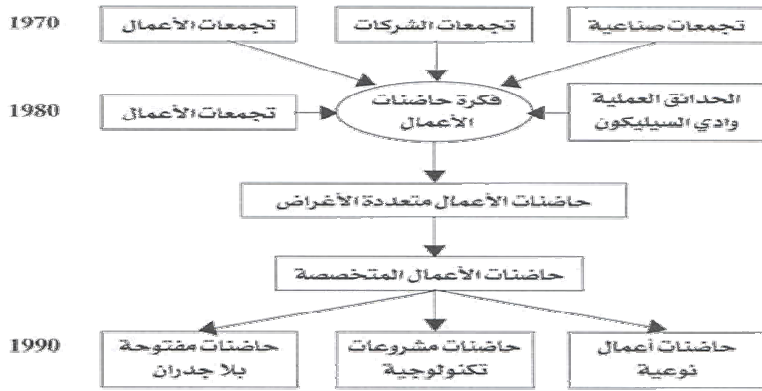 1970
تجمعات صناعية
تجمعات الشركات
تجمعات الأعمال
1980
الحدائق العملية
وادي السيليكون
فكرة حاضنات
الأعمال
تجمعات الأعمال
حاضنات الأعمال متعددة الأغراض
حاضنات الأعمال المتخصصة
1990
حاضنات أعمال
نوعية
حاضنات مشروعات
تكنولوجية
حاضنات مفتوحة
بلا جدران